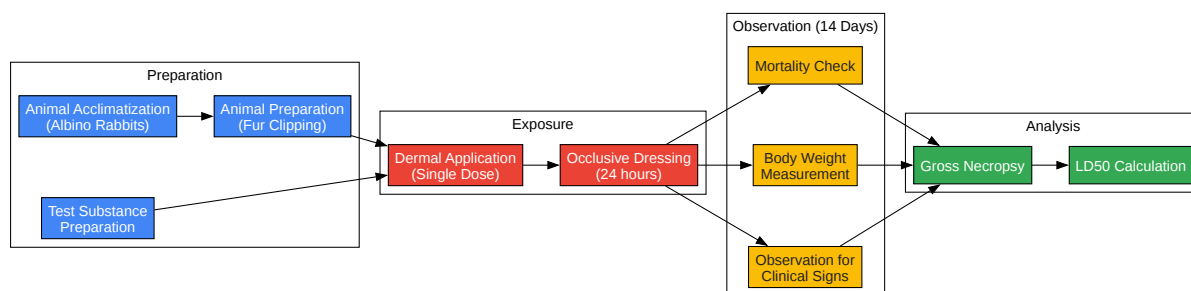 Preparation
Animal Acclimatization
(Albino Rabbits)
Animal Preparation
(Fur Clipping)
Test Substance
Preparation
Exposure
Dermal Application
(Single Dose)
Occlusive Dressing
(24 hours)
Observation (14 Days)
Mortality Check
Body Weight
Measurement
Observation for
Clinical Signs
Analysis
Gross Necropsy
LD50 Calculation